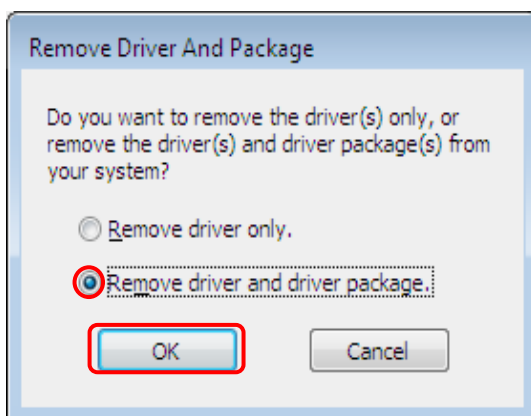 Remove Driver And Package
Do you want to remove the driver(s) only, or
remove the driver(s) and driver package(s) from
your system?
Remove driver only.
Remove driver and driver package.
OK
Cancel